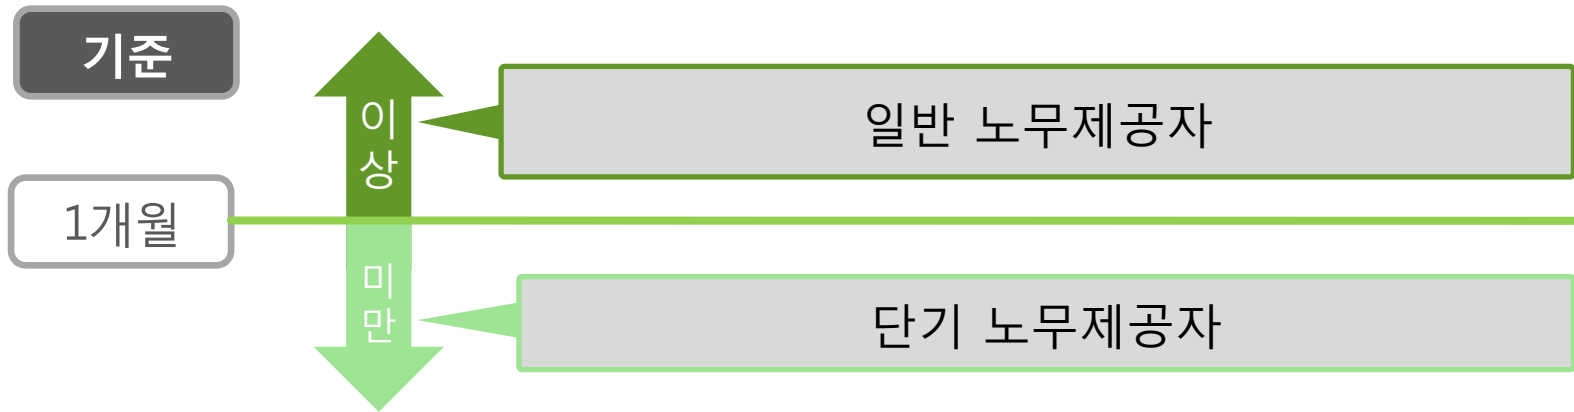 기준
이상
일반 노무제공자
1개월
미만
단기 노무제공자